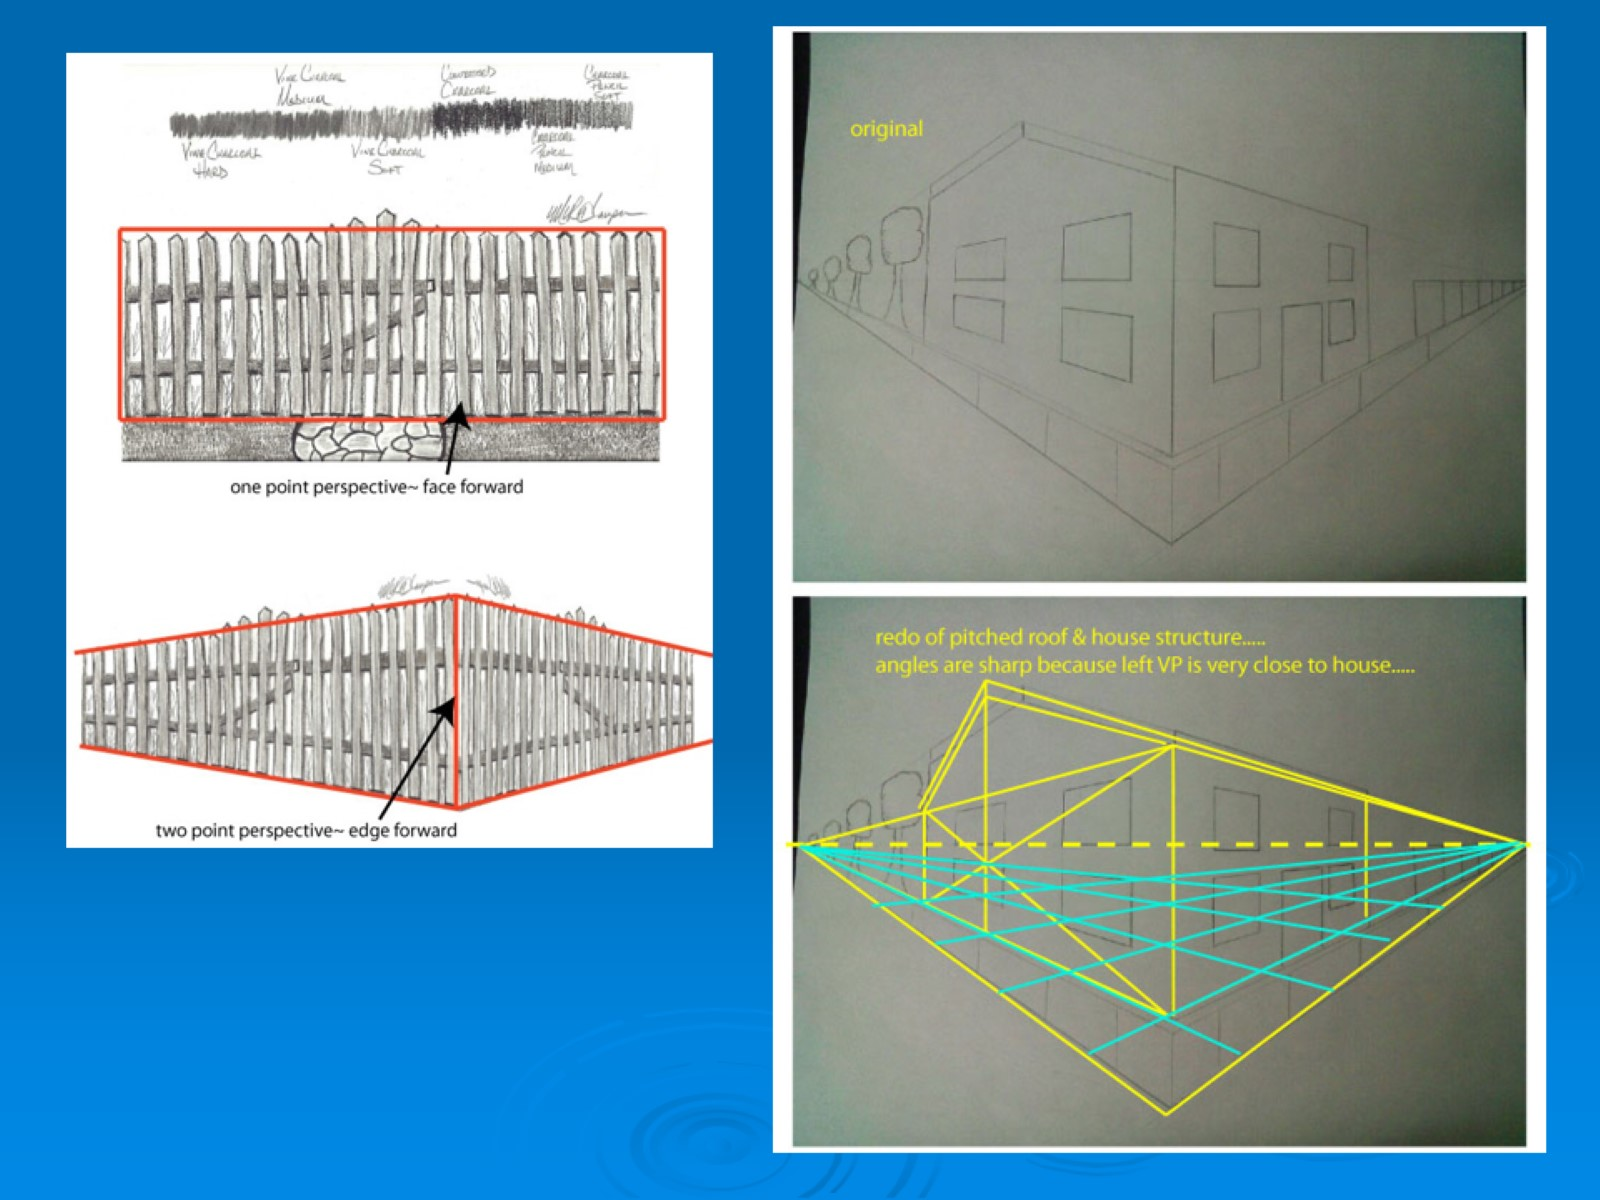 Vine Charcoal
Medium
Compressed
Charcoal
Charcoal
Pencil
Soft
Vine Charcoal
Hard
Vine Charcoal
Soft
Charcoal
Pencil
Medium
one point perspective~ face forward
two point perspective~ edge forward
original
redo of pitched roof & house structure.....
angles are sharp because left VP is very close to house.....